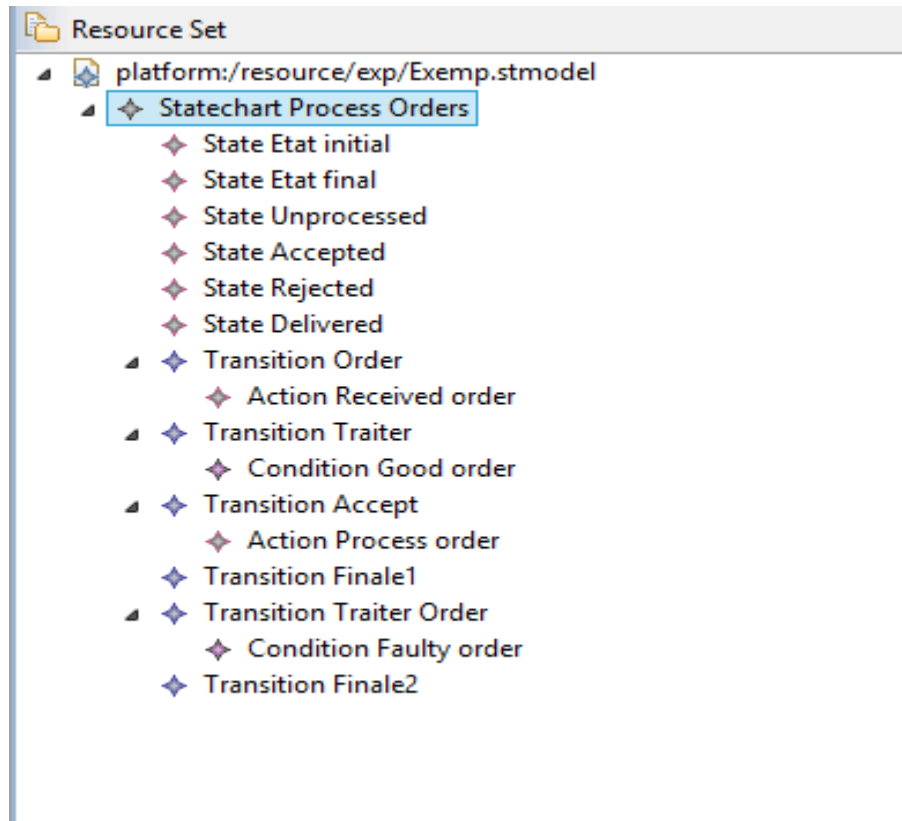 Resource Set
platform:/resource/exp/Exemp.stmodel
Statechart Process Orders
State Etat initial
State Etat final
State Unprocessed
State Accepted
State Rejected
State Delivered
Transition Order
Action Received order
Transition Traiter
Condition Good order
Transition Accept
Action Process order
Transition Finale1
Transition Traiter Order
Condition Faulty order
Transition Finale2